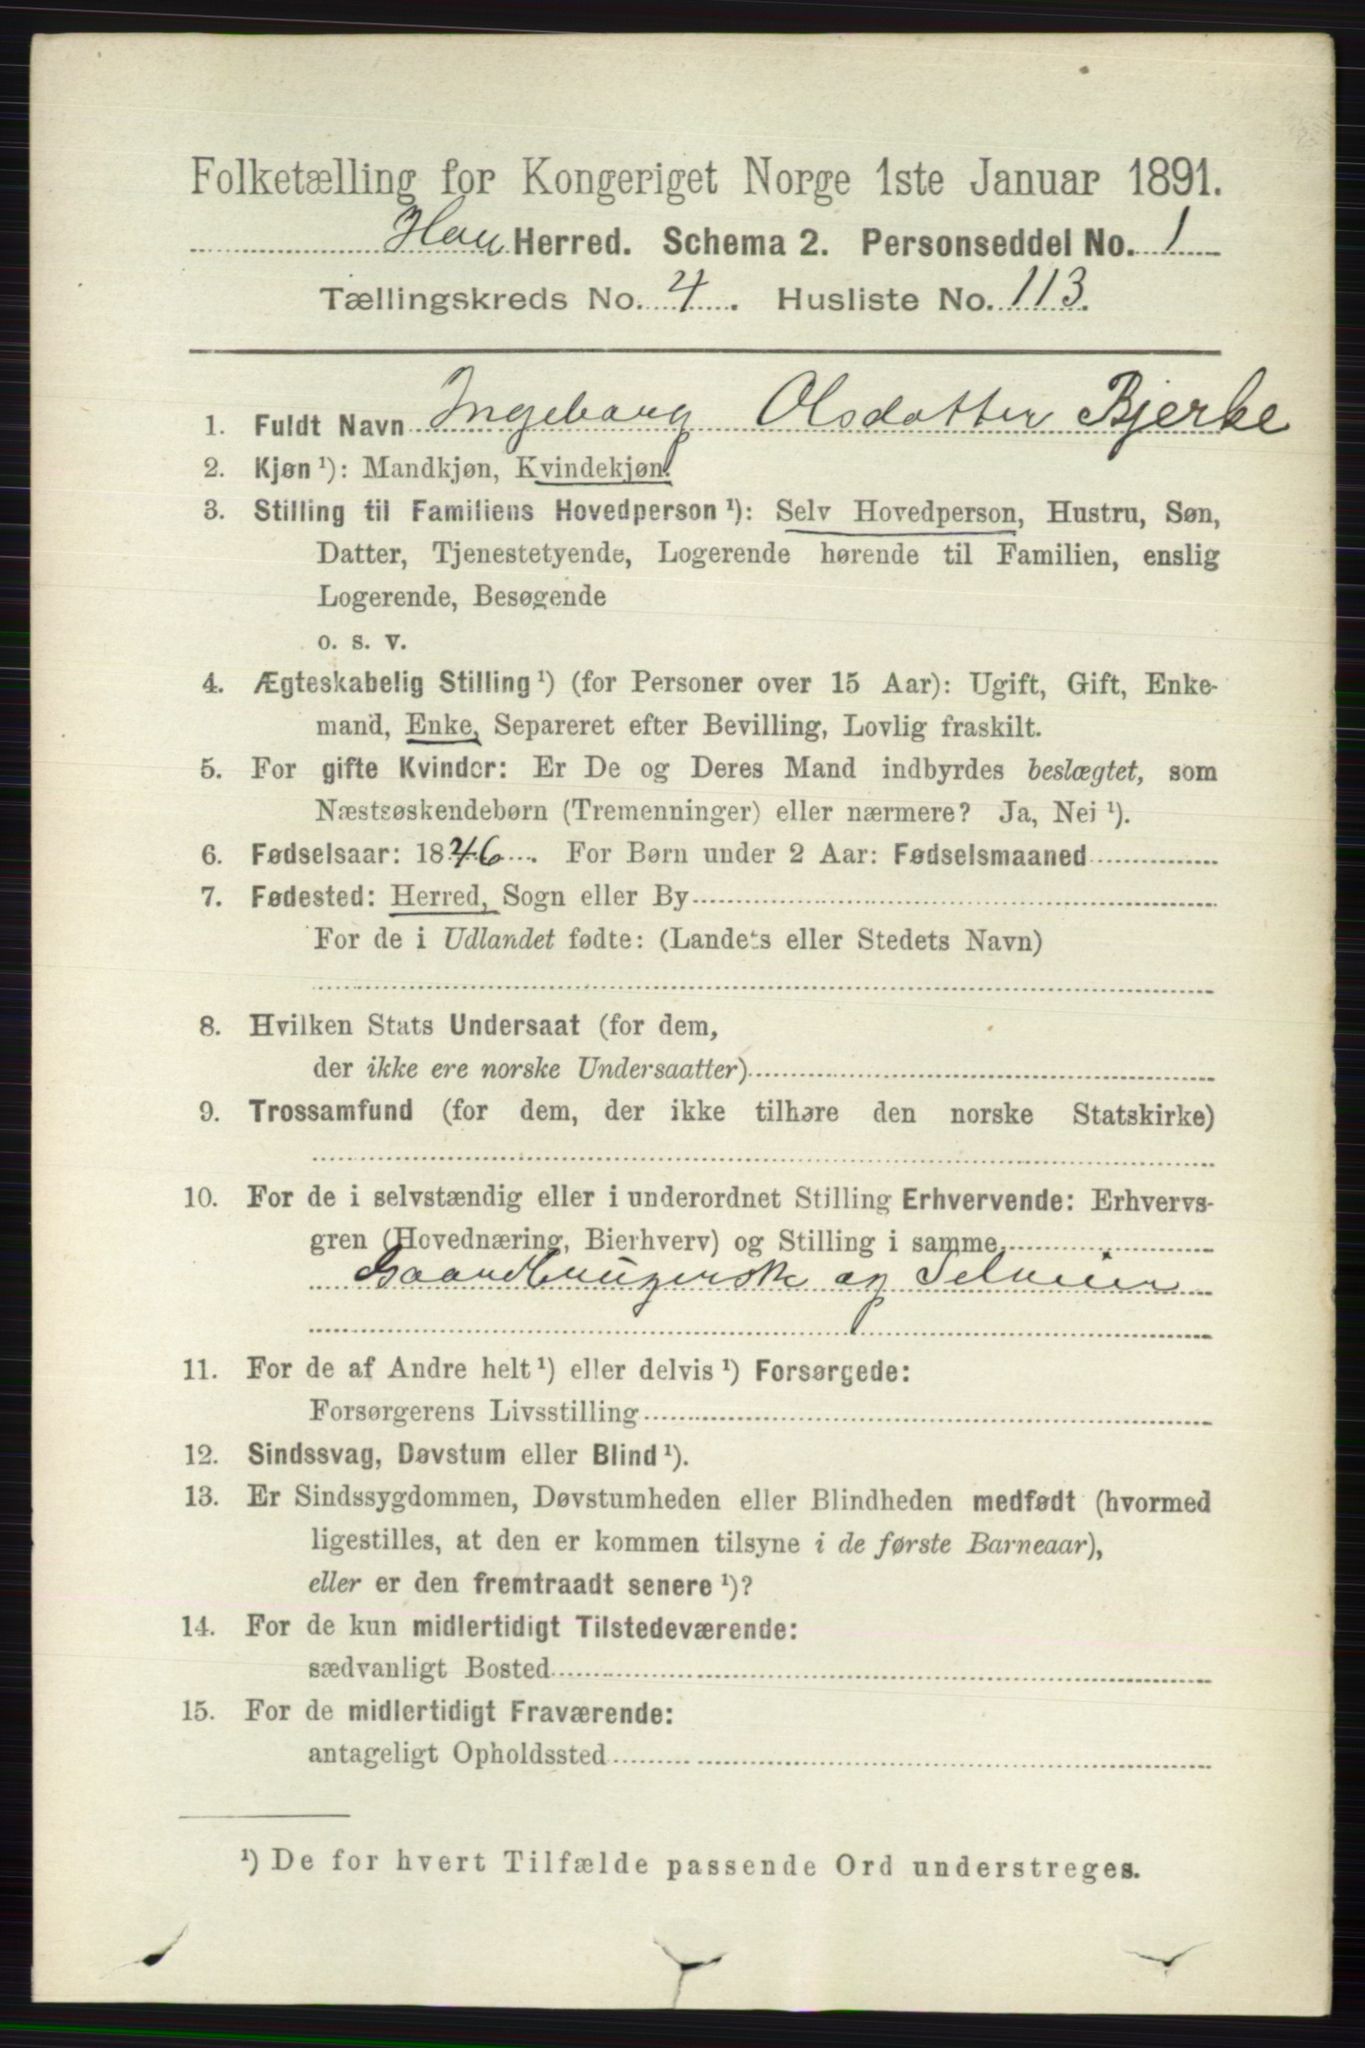 Folketælling for Kongeriget Norge 1ste Januar 1891.
Hou Herred. Schema 2. Personseddel No. 1
Tællingskreds No. 4. Husliste No. 113.
1. Fuldt Navn Ingeborg Olsdatter Bjerke
2. Kjøn ¹): Mandkjøn, Kvindekjøn.
3. Stilling til Familiens Hovedperson ¹): Selv Hovedperson, Hustru, Søn,
Datter, Tjenestetyende, Logerende hørende til Familien, enslig
Logerende, Besøgende
o. s. v.
4. Ægteskabelig Stilling ¹) (for Personer over 15 Aar): Ugift, Gift, Enke-
mand, Enke, Separeret efter Bevilling, Lovlig fraskilt.
5. For gifte Kvinder: Er De og Deres Mand indbyrdes beslægtet, som
Næstsøskendebørn (Tremenninger) eller nærmere? Ja, Nei ¹).
6. Fødselsaar: 1846. For Børn under 2 Aar: Fødselsmaaned
7. Fødested: Herred, Sogn eller By
For de i Udlandet fødte: (Landets eller Stedets Navn)
8. Hvilken Stats Undersaat (for dem,
der ikke ere norske Undersaatter)
9. Trossamfund (for dem, der ikke tilhøre den norske Statskirke)
10. For de i selvstændig eller i underordnet Stilling Erhvervende: Erhvervs-
gren (Hovednæring, Bierhverv) og Stilling i samme
Gaardbrugerske og Selveier
11. For de af Andre helt ¹) eller delvis ¹) Forsørgede:
Forsørgerens Livsstilling
12. Sindssvag, Døvstum eller Blind ¹).
13. Er Sindssygdommen, Døvstumheden eller Blindheden medfødt (hvormed
ligestilles, at den er kommen tilsyne i de første Barneaar),
eller er den fremtraadt senere ¹)?
14. For de kun midlertidigt Tilstedeværende:
sædvanligt Bosted
15. For de midlertidigt Fraværende:
antageligt Opholdssted
¹) De for hvert Tilfælde passende Ord understreges.